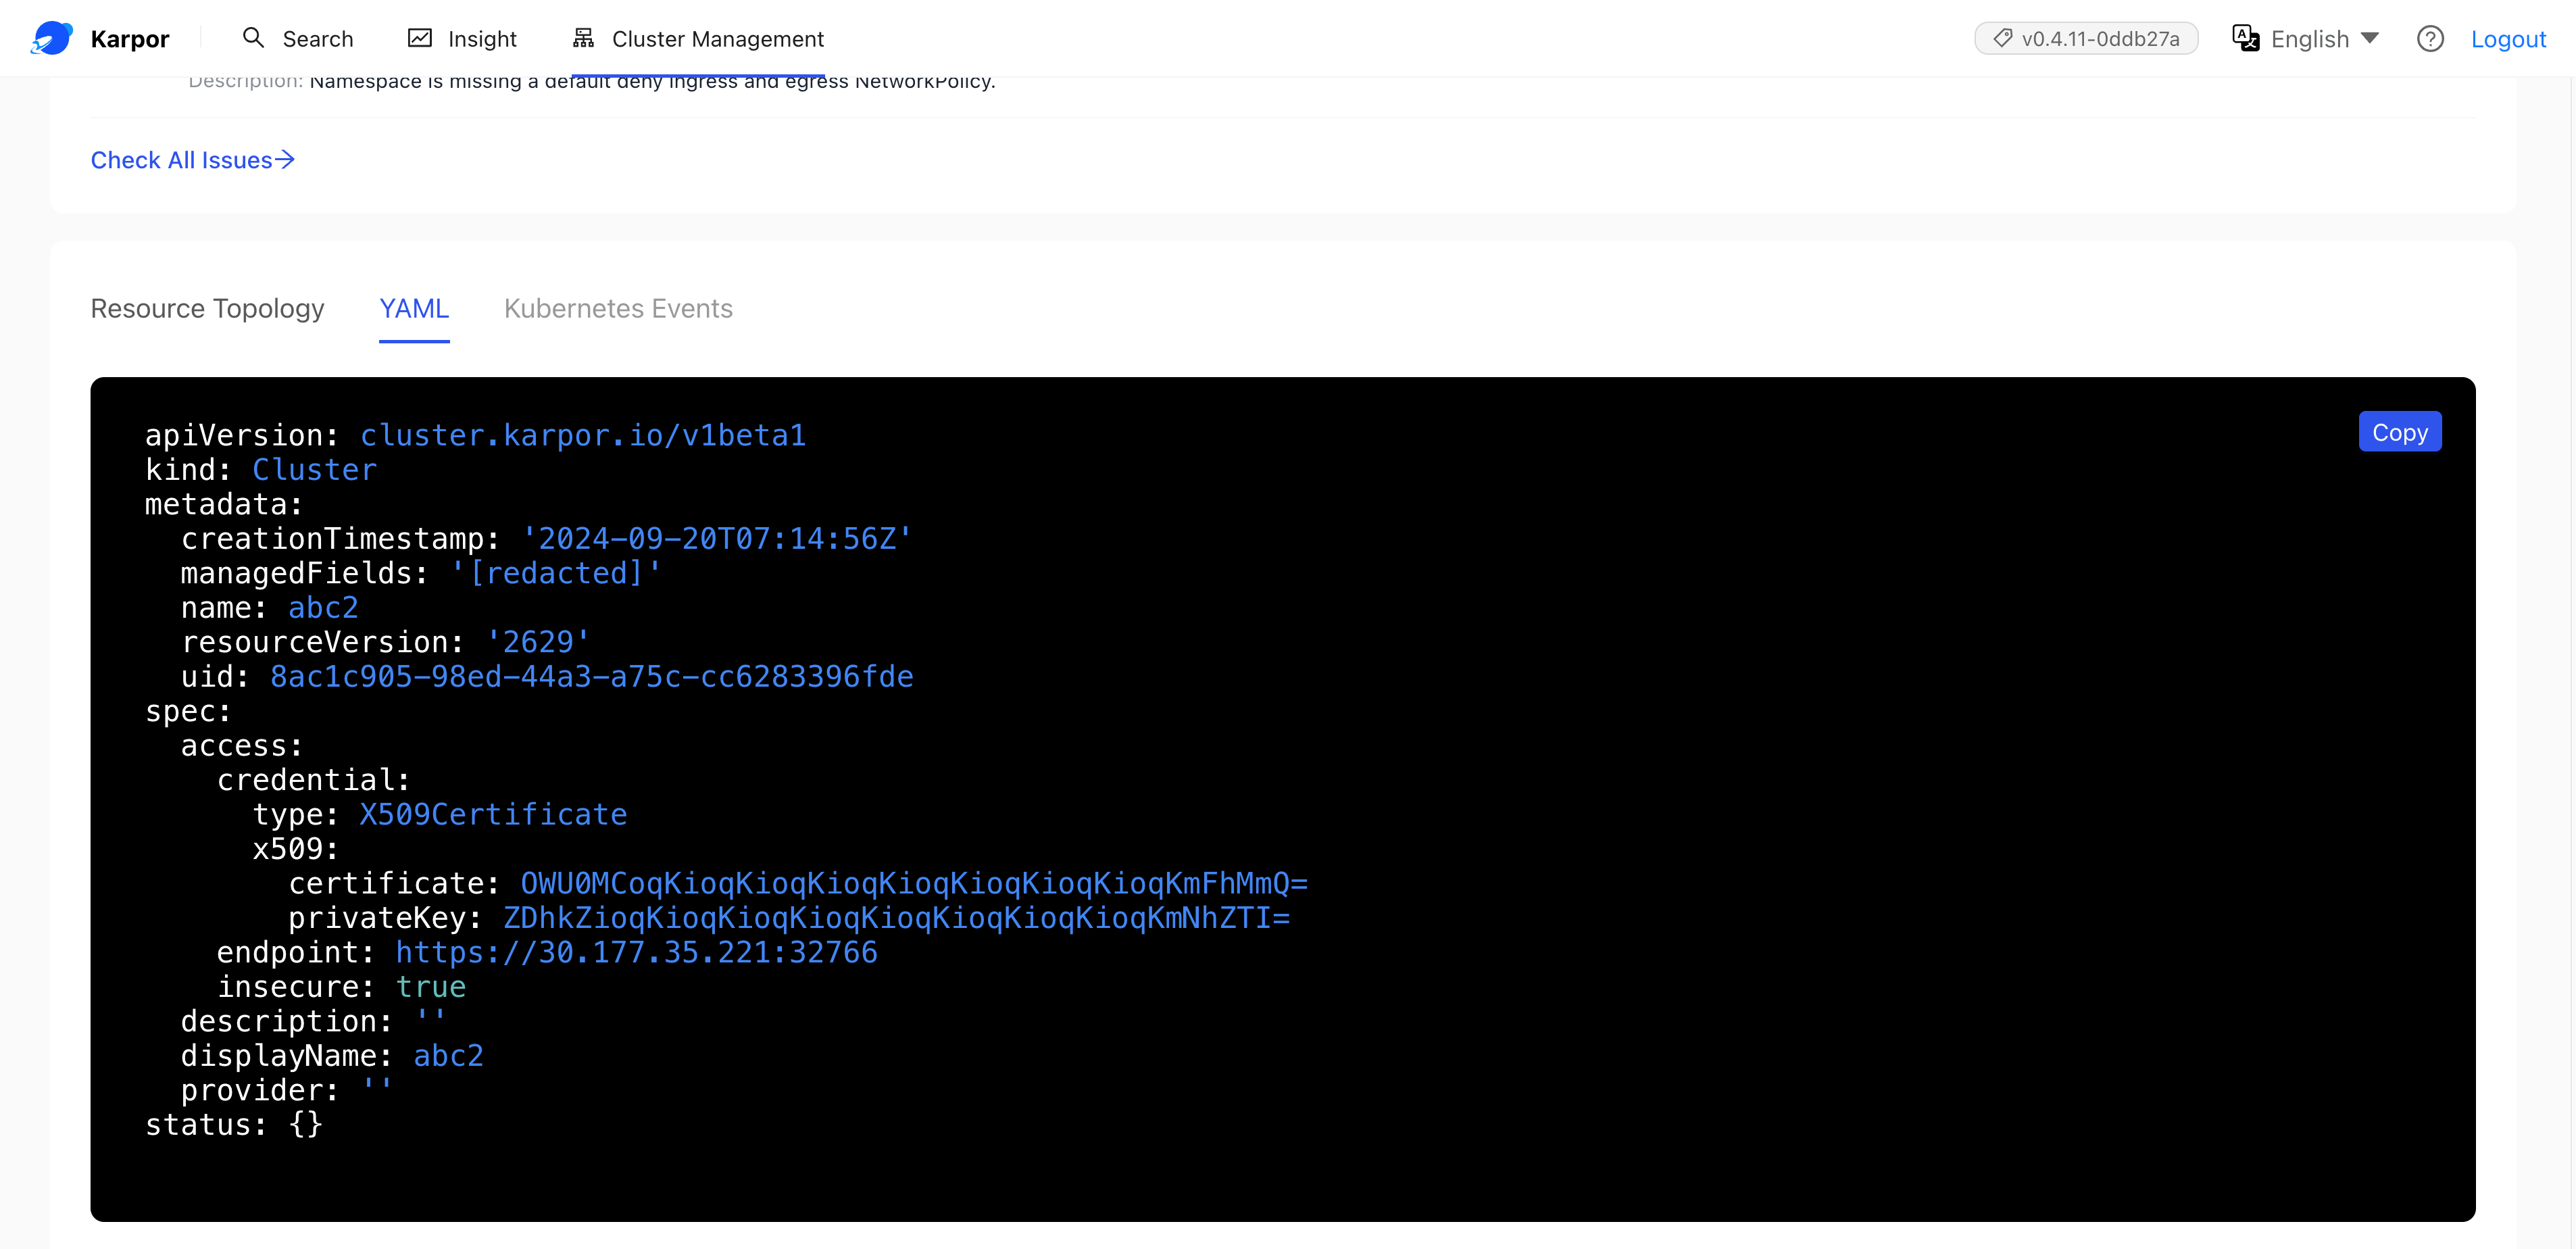 Karpor
Search
Insight
Cluster Management
v0.4.11-0ddb27a
English
Logout
Description: Namespace is missing a default deny ingress and egress NetworkPolicy.
Check All Issues
Resource Topology
YAML
Kubernetes Events
Copy
apiVersion: cluster.karpor.io/v1beta1
kind: Cluster
metadata:
  creationTimestamp: '2024-09-20T07:14:56Z'
  managedFields: '[redacted]'
  name: abc2
  resourceVersion: '2629'
  uid: 8ac1c905-98ed-44a3-a75c-cc6283396fde
spec:
  access:
    credential:
      type: X509Certificate
      x509:
        certificate: OWU0MCoqKioqKioqKioqKioqKioqKioqKioqKmFhMmQ=
        privateKey: ZDhkZioqKioqKioqKioqKioqKioqKioqKioqKmNhZTI=
    endpoint: https://30.177.35.221:32766
    insecure: true
  description: ''
  displayName: abc2
  provider: ''
status: {}